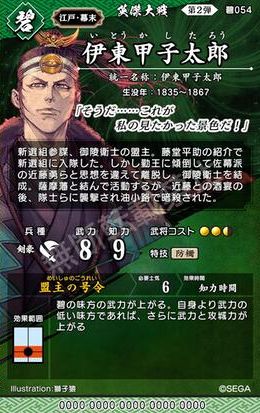 碧
江戸・幕末
英傑大戦
第2弾
碧054
いとうかしたろう
伊東甲子太郎
統一名称：伊東甲子太郎
生没年：1835～1867
「そうだ……これが
私の見たかった景色だ！」
新選組参謀、御陵衛士の盟主。藤堂平助の紹介で
新選組に入隊した。しかし勤王に傾倒して佐幕派
の近藤勇らと思想を違えて離脱し、御陵衛士を結
成。薩摩藩と結んで活動するが、近藤との酒宴の
後、隊士らに襲撃され油小路で暗殺された。
兵種
武力
知力
武将コスト
剣豪
8
9
特技
防柵
めいしゅのごうれい
盟主の号令
必要士気
6
効果時間
知力時間
効果範囲
碧の味方の武力が上がる。自身より武力の
低い味方であれば、さらに武力と攻城力が
上がる
Illustration:獅子猿
©SEGA
0000-0000-0000-0000-0000